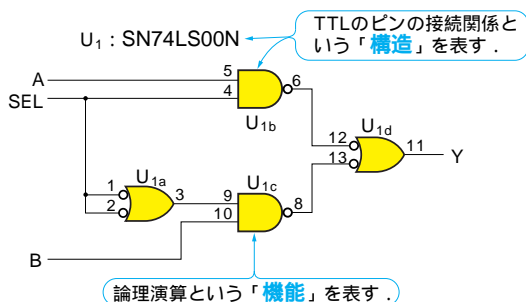 U1 : SN74LS00N
TTLのピンの接続関係と
いう「構造」を表す.
A
5
6
SEL
4
U1b
12
U1d
11
Y
13
U1a
U1c
1
3
9
8
2
10
B
論理演算という「機能」を表す.